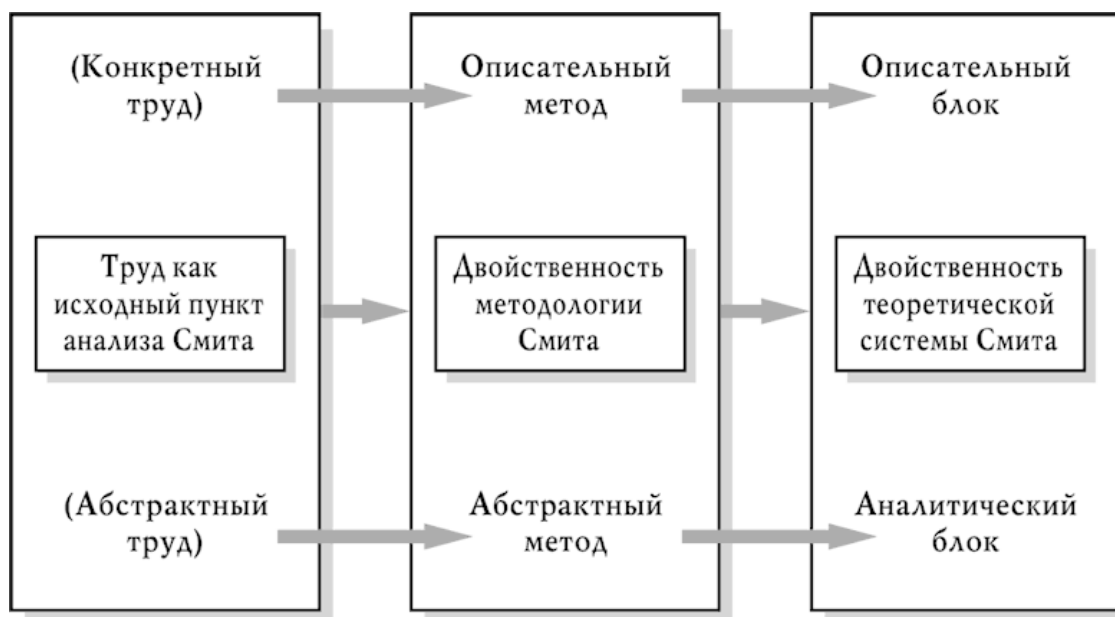 (Конкретный
труд)
Труд как
исходный пункт
анализа Смита
(Абстрактный
труд)
Описательный
метод
Двойственность
методологии
Смита
Абстрактный
метод
Описательный
блок
Двойственность
теоретической
системы Смита
Аналитический
блок